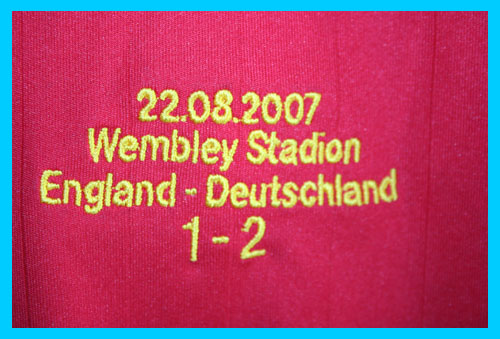 22.08.2007
Wembley Stadion
England - Deutschland
1 - 2